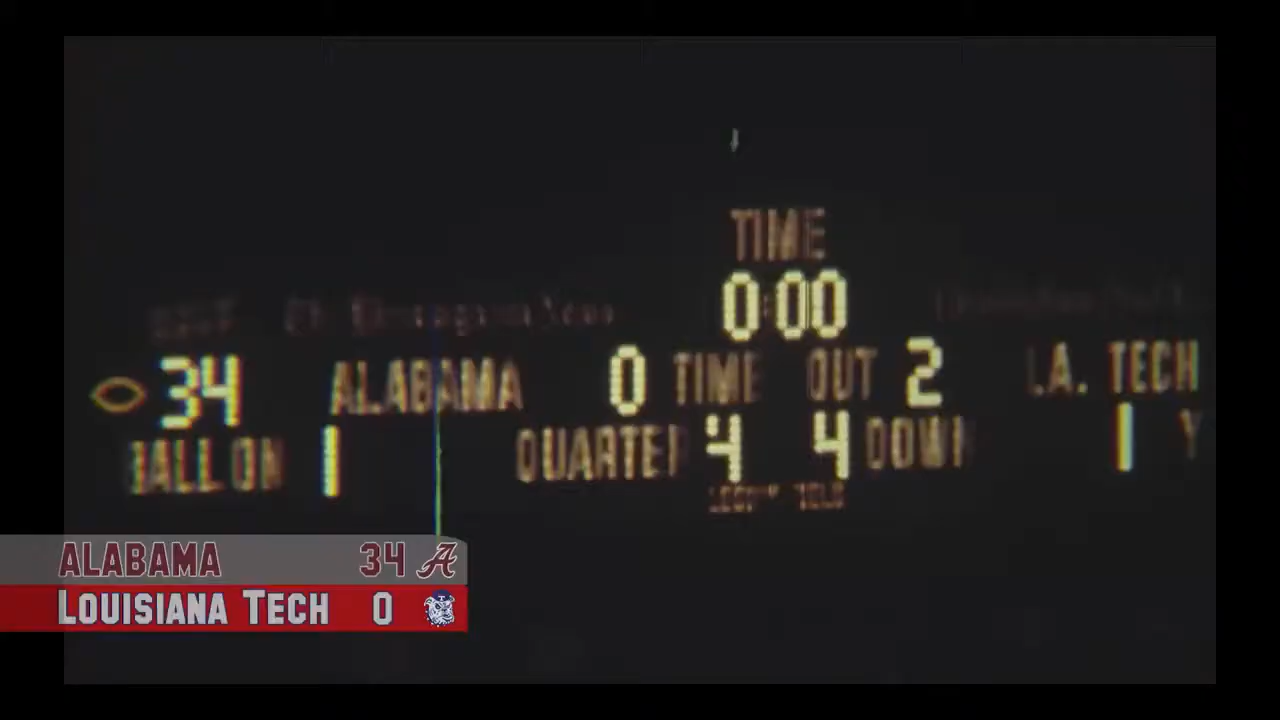 TIME
0:00
34 ALABAMA 0 TIME OUT 2 LA. TECH
BALL ON 1 QUARTER 4 4 DOWN 1 Y
ALABAMA 34 A
LOUISIANA TECH 0